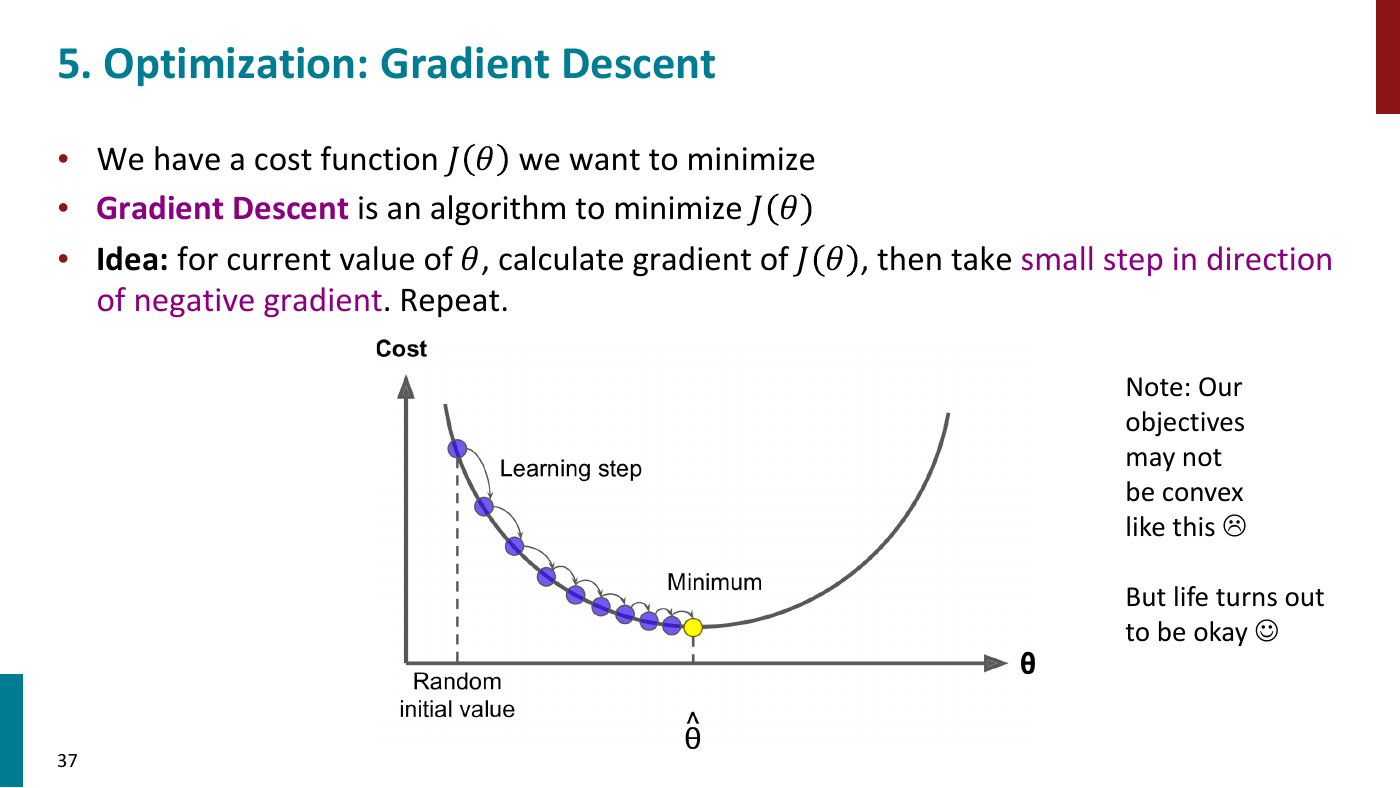 5. Optimization: Gradient Descent
• We have a cost function J(θ) we want to minimize
• Gradient Descent is an algorithm to minimize J(θ)
• Idea: for current value of θ, calculate gradient of J(θ), then take small step in direction
of negative gradient. Repeat.
Cost
Learning step
Minimum
θ
Random
initial value
θ̂
Note: Our
objectives
may not
be convex
like this ☹
But life turns out
to be okay ☺
37